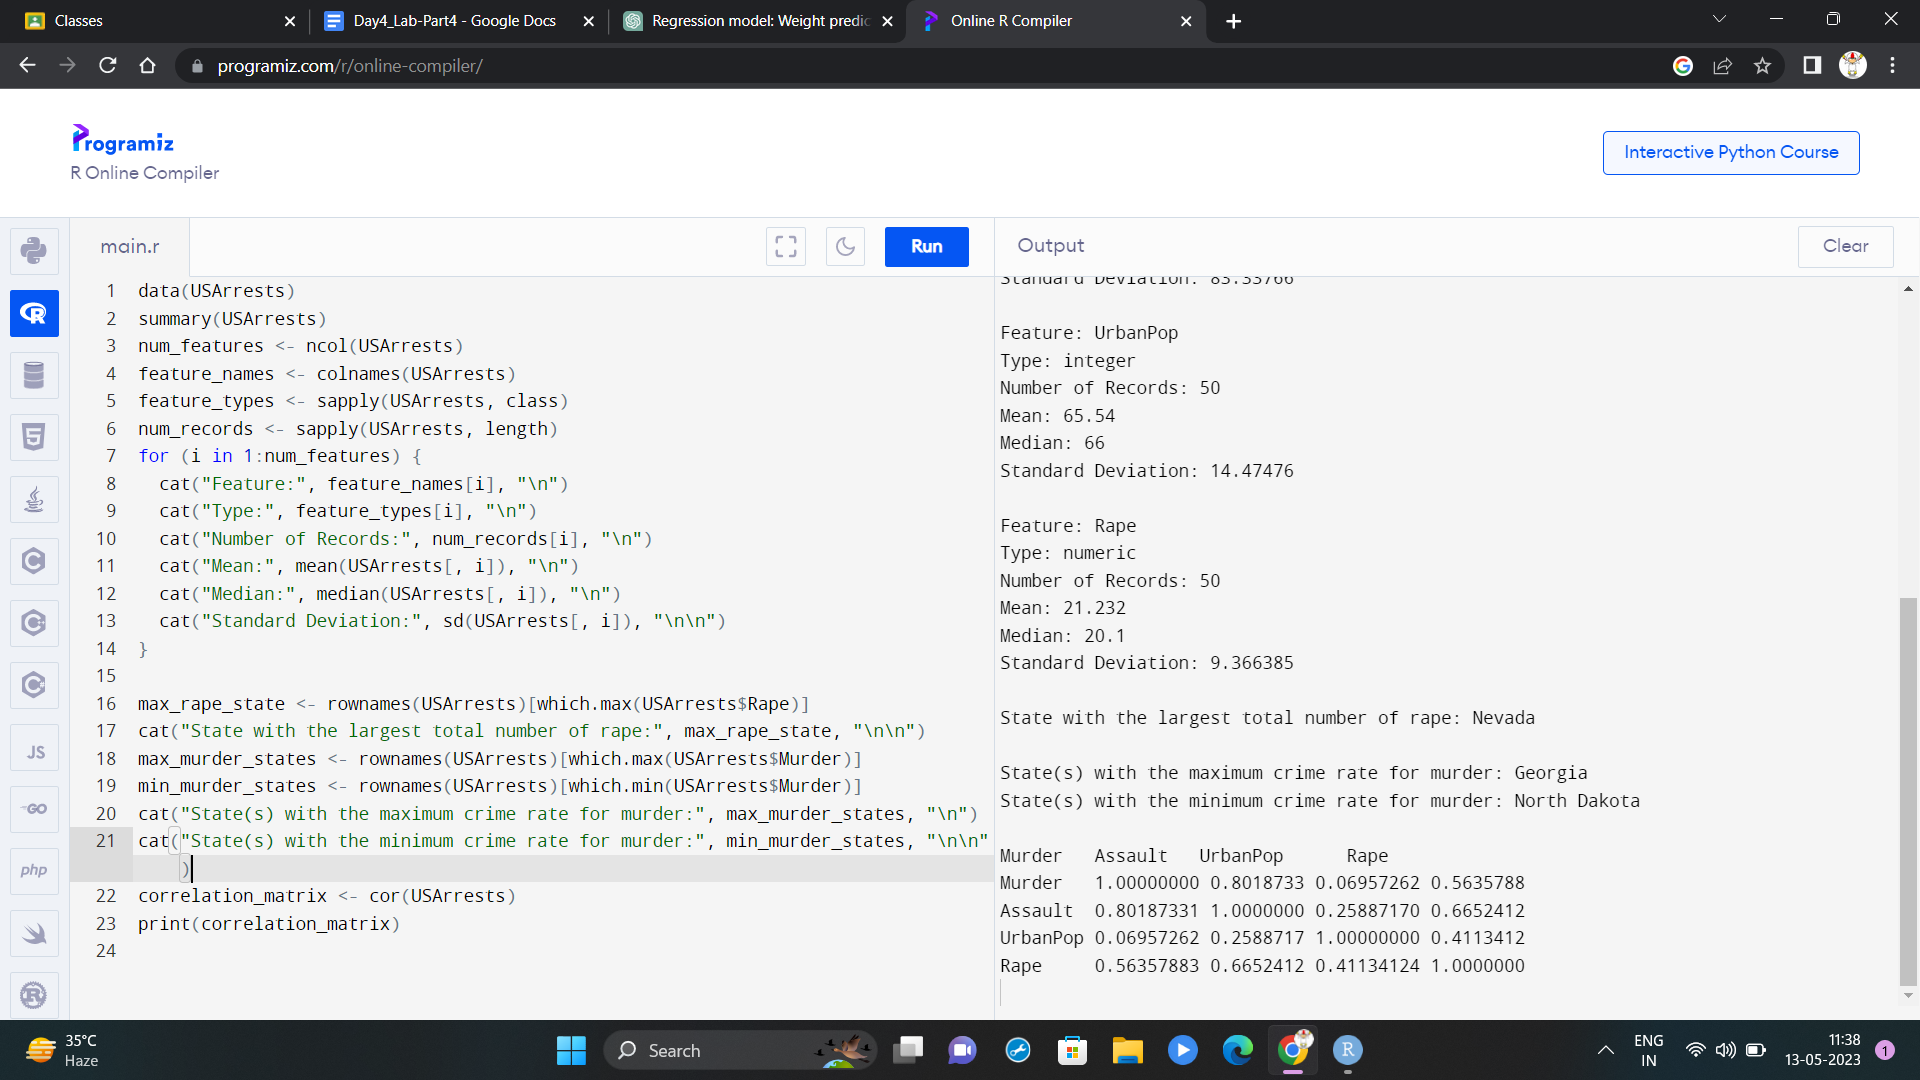 Classes
Day4_Lab-Part4 - Google Docs
Regression model: Weight predic
Online R Compiler
programiz.com/r/online-compiler/
Programiz
R Online Compiler
Interactive Python Course
main.r
Run
Output
Clear
1 data(USArrests)
2 summary(USArrests)
3 num_features <- ncol(USArrests)
4 feature_names <- colnames(USArrests)
5 feature_types <- sapply(USArrests, class)
6 num_records <- sapply(USArrests, length)
7 for (i in 1:num_features) {
8 cat("Feature:", feature_names[i], "\n")
9 cat("Type:", feature_types[i], "\n")
10 cat("Number of Records:", num_records[i], "\n")
11 cat("Mean:", mean(USArrests[, i]), "\n")
12 cat("Median:", median(USArrests[, i]), "\n")
13 cat("Standard Deviation:", sd(USArrests[, i]), "\n\n")
14 }
15
16 max_rape_state <- rownames(USArrests)[which.max(USArrests$Rape)]
17 cat("State with the largest total number of rape:", max_rape_state, "\n\n")
18 max_murder_states <- rownames(USArrests)[which.max(USArrests$Murder)]
19 min_murder_states <- rownames(USArrests)[which.min(USArrests$Murder)]
20 cat("State(s) with the maximum crime rate for murder:", max_murder_states, "\n")
21 cat("State(s) with the minimum crime rate for murder:", min_murder_states, "\n\n"
)
22 correlation_matrix <- cor(USArrests)
23 print(correlation_matrix)
24
Standard Deviation: 83.33766
Feature: UrbanPop
Type: integer
Number of Records: 50
Mean: 65.54
Median: 66
Standard Deviation: 14.47476
Feature: Rape
Type: numeric
Number of Records: 50
Mean: 21.232
Median: 20.1
Standard Deviation: 9.366385
State with the largest total number of rape: Nevada
State(s) with the maximum crime rate for murder: Georgia
State(s) with the minimum crime rate for murder: North Dakota
Murder Assault UrbanPop Rape
Murder 1.00000000 0.8018733 0.06957262 0.5635788
Assault 0.80187331 1.0000000 0.25887170 0.6652412
UrbanPop 0.06957262 0.2588717 1.00000000 0.4113412
Rape 0.56357883 0.6652412 0.41134124 1.0000000
5
C
C
C
JS
GO
php
R
35°C
Haze
Search
R
ENG
IN
11:38
13-05-2023
1